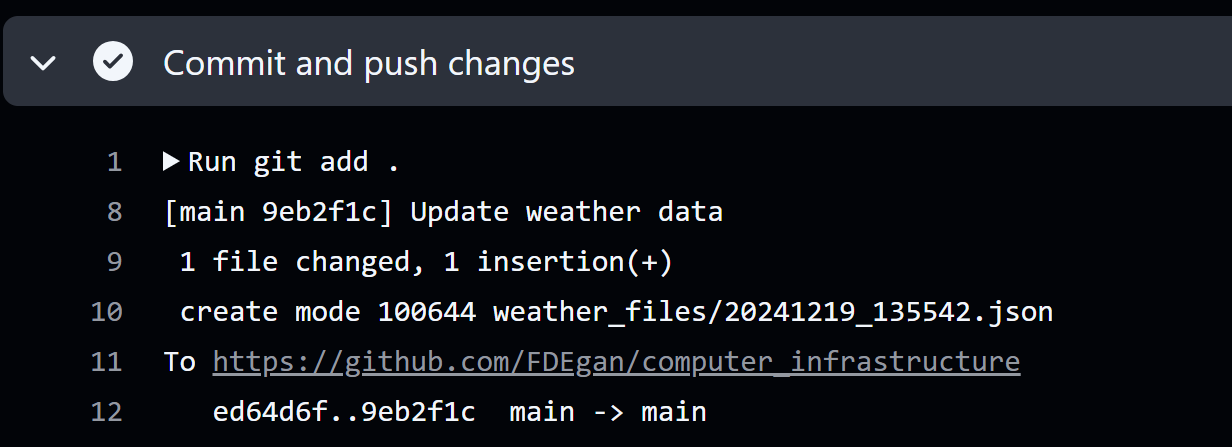 Commit and push changes
1 Run git add .
8 [main 9eb2f1c] Update weather data
9 1 file changed, 1 insertion(+)
10 create mode 100644 weather_files/20241219_135542.json
11 To https://github.com/FDEgan/computer_infrastructure
12 ed64d6f..9eb2f1c main -> main